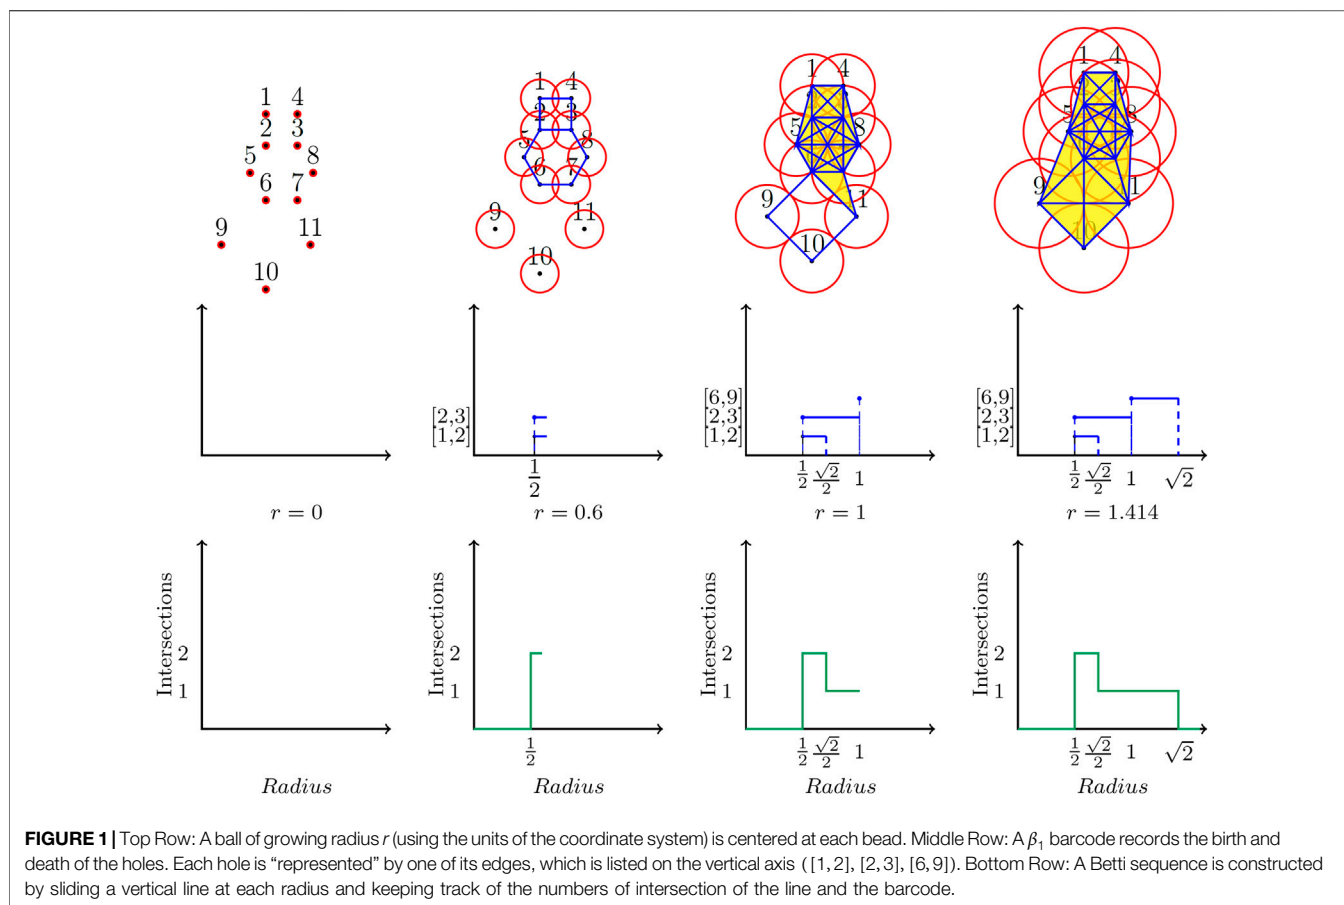 1 4
2 3
5 8
6 7
9 11
10
1 4
2 3
5 8
6 7
9 11
10
1 4
5 8
9 11
10
1 4
5 8
9 1
10
[2,3]
[1,2]
1/2
[6,9]
[2,3]
[1,2]
1/2 √2/2 1
[6,9]
[2,3]
[1,2]
1/2 √2/2 1 √2
r = 0
r = 0.6
r = 1
r = 1.414
Intersections
2
1
Radius
Intersections
2
1
1/2
Radius
Intersections
2
1
1/2 √2/2 1
Radius
Intersections
2
1
1/2 √2/2 1 √2
Radius
FIGURE 1 | Top Row: A ball of growing radius r (using the units of the coordinate system) is centered at each bead. Middle Row: A β₁ barcode records the birth and
death of the holes. Each hole is “represented” by one of its edges, which is listed on the vertical axis ([1, 2], [2, 3], [6, 9]). Bottom Row: A Betti sequence is constructed
by sliding a vertical line at each radius and keeping track of the numbers of intersection of the line and the barcode.